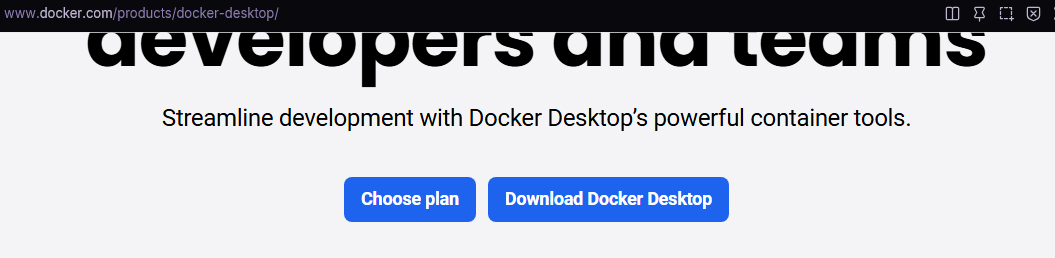 www.docker.com/products/docker-desktop/
developers and teams
Streamline development with Docker Desktop’s powerful container tools.
Choose plan
Download Docker Desktop